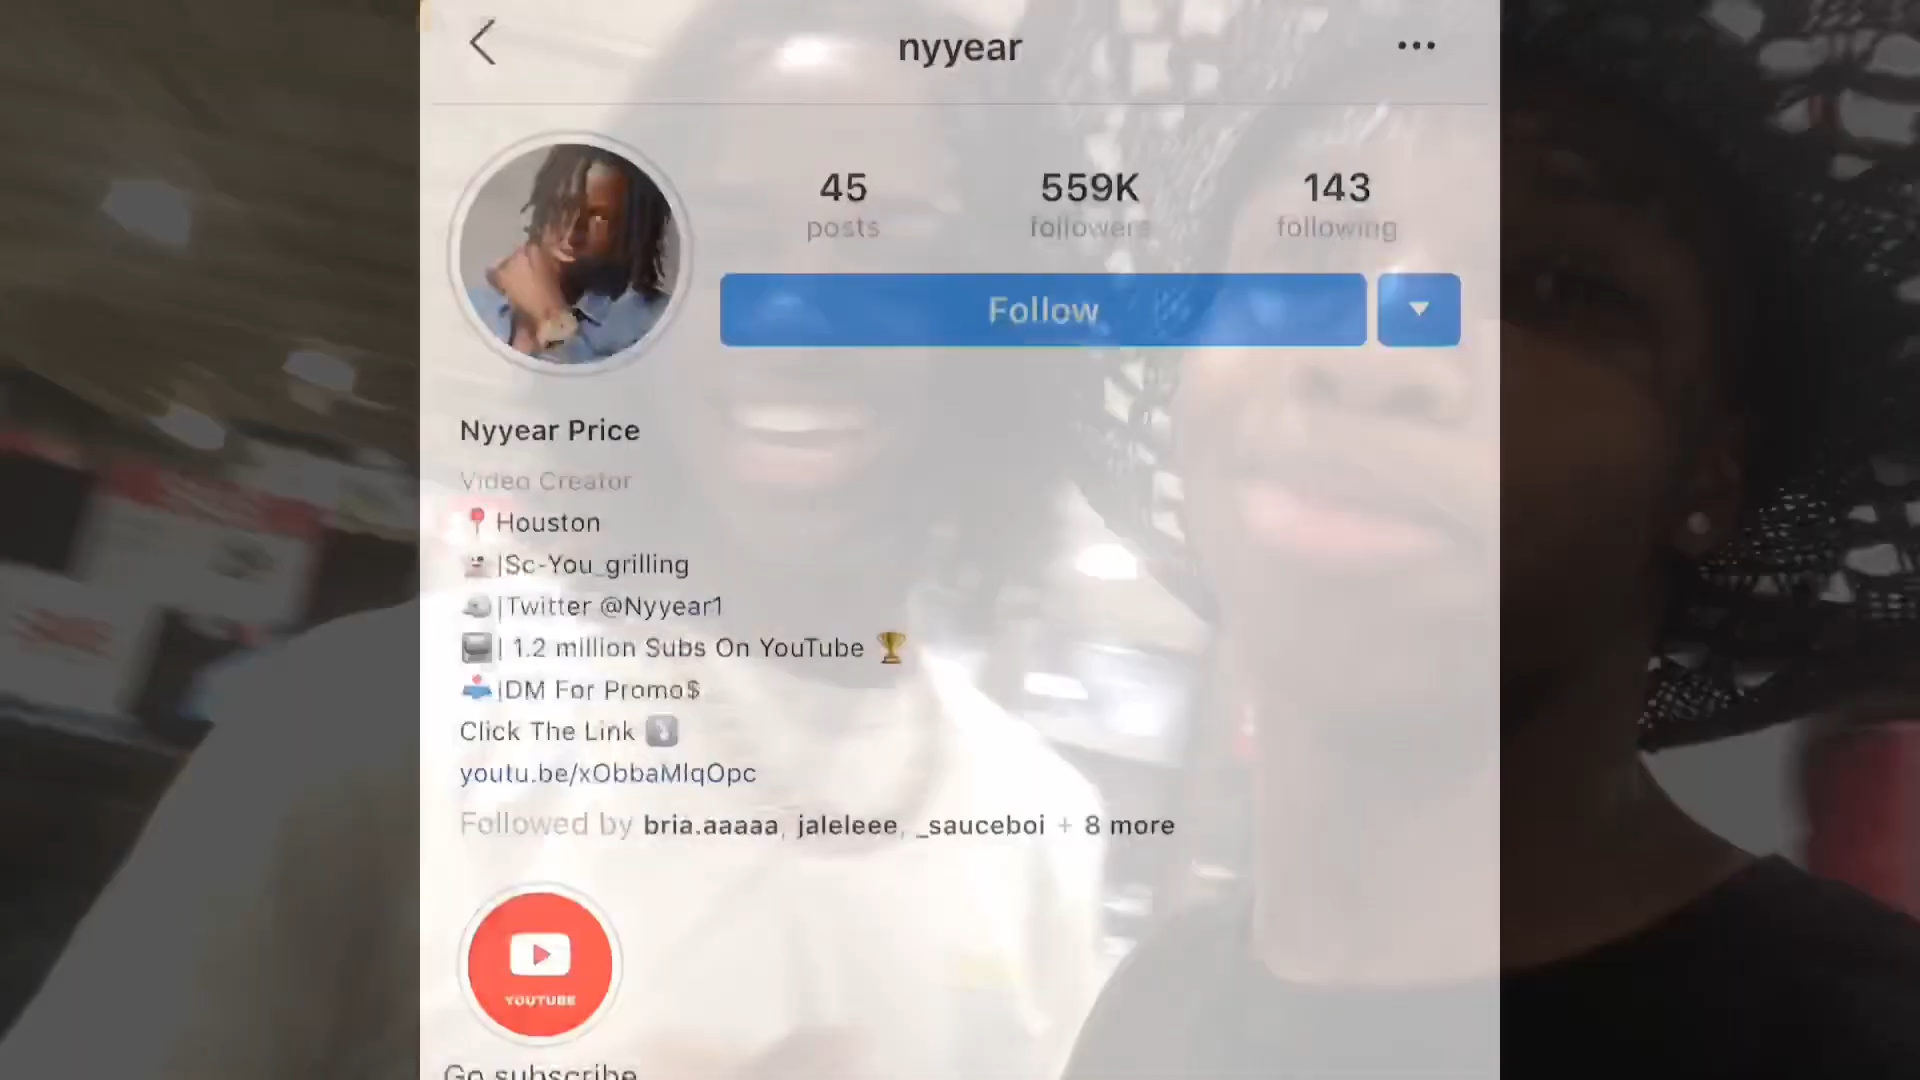 nyyear
45 559K 143
posts followers following
Follow
Nyyear Price
Video Creator
Houston
|Sc-You_grilling
|Twitter @Nyyear1
| 1.2 million Subs On YouTube 🏆
|DM For Promo$
Click The Link
youtu.be/xObbaMlqOpc
Followed by bria.aaaaa, jaleleee, _sauceboi + 8 more
YOUTUBE
Go subscribe